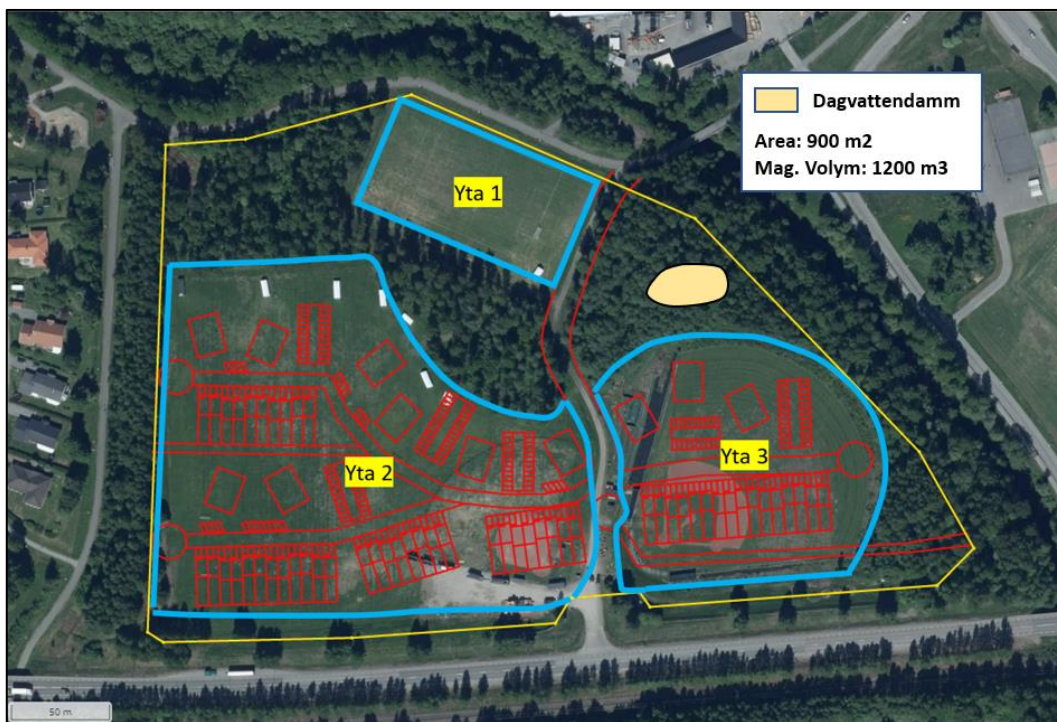 Dagvattendamm
Area: 900 m2
Mag. Volym: 1200 m3
Yta 1
Yta 2
Yta 3
50 m